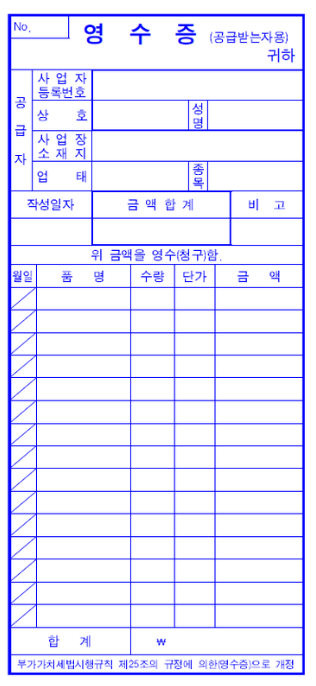 No.
영 수 증 (공급받는자용)
귀하
공급자
사 업 자
등록번호
상 호
성명
사 업 장
소 재 지
업 태
종목
작성일자 금 액 합 계 비 고
위 금액을 영수(청구)함.
월일 품 명 수량 단가 금 액
합 계 ₩
부가가치세법시행규칙 제25조의 규정에 의한(영수증)으로 개정